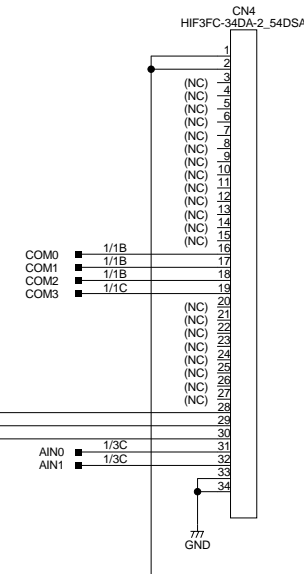 CN4
HIF3FC-34DA-2_54DSA
1
2
(NC) 3
(NC) 4
(NC) 5
(NC) 6
(NC) 7
(NC) 8
(NC) 9
(NC) 10
(NC) 11
(NC) 12
(NC) 13
(NC) 14
(NC) 15
COM0 1/1B 16
COM1 1/1B 17
COM2 1/1B 18
COM3 1/1C 19
(NC) 20
(NC) 21
(NC) 22
(NC) 23
(NC) 24
(NC) 25
(NC) 26
(NC) 27
28
29
30
AIN0 1/3C 31
AIN1 1/3C 32
33
34
GND